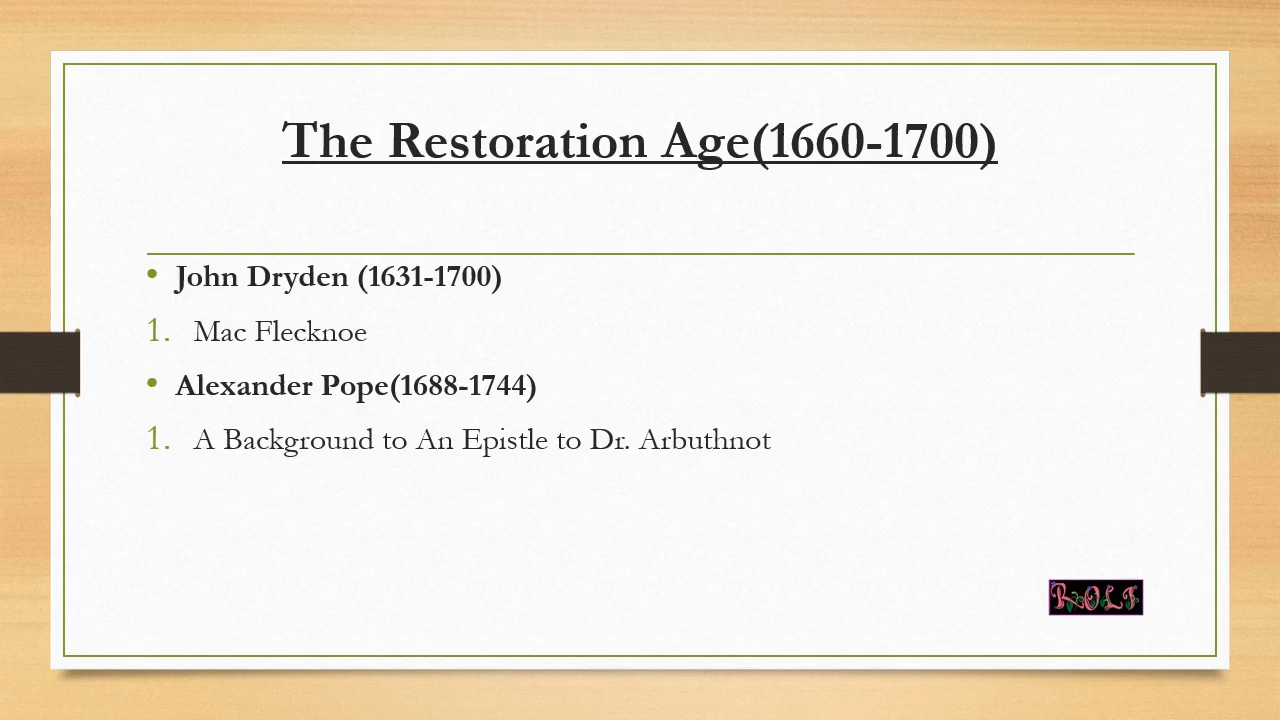 The Restoration Age(1660-1700)
• John Dryden (1631-1700)
1. Mac Flecknoe
• Alexander Pope(1688-1744)
1. A Background to An Epistle to Dr. Arbuthnot
ROLI